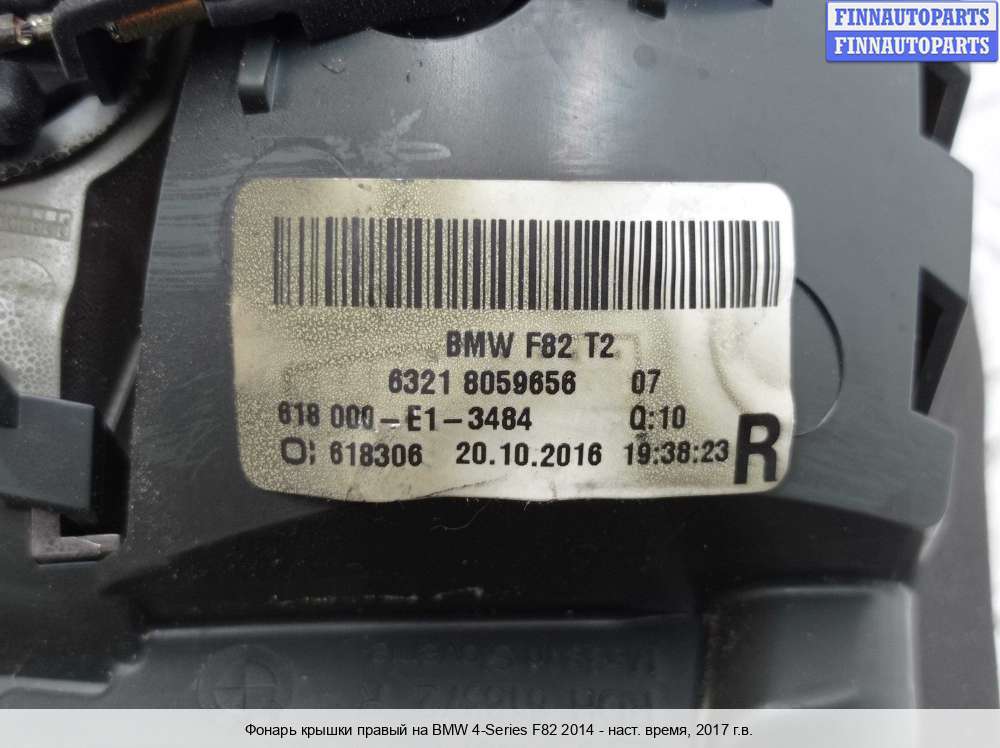 FINNAUTOPARTS
FINNAUTOPARTS
BMW F82 T2
6321 8059656 07
618 000-E1-3484 Q:10
O: 618306 20.10.2016 19:38:23 R
Фонарь крышки правый на BMW 4-Series F82 2014 - наст. время, 2017 г.в.